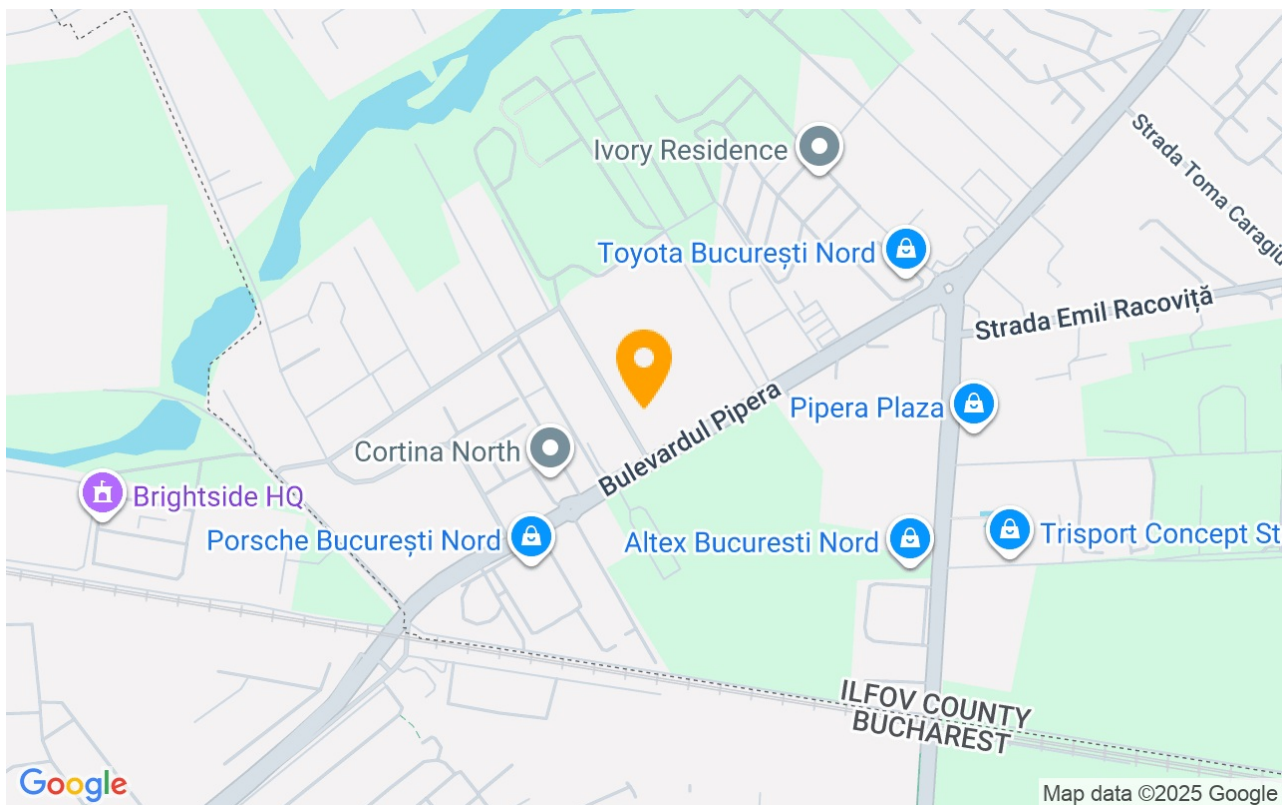 Ivory Residence
Strada Toma Caragiu
Toyota București Nord
Strada Emil Racoviță
Bulevardul Pipera
Pipera Plaza
Cortina North
Brightside HQ
Porsche București Nord
Altex Bucuresti Nord
Trisport Concept St
ILFOV COUNTY
BUCHAREST
Google
Map data ©2025 Google